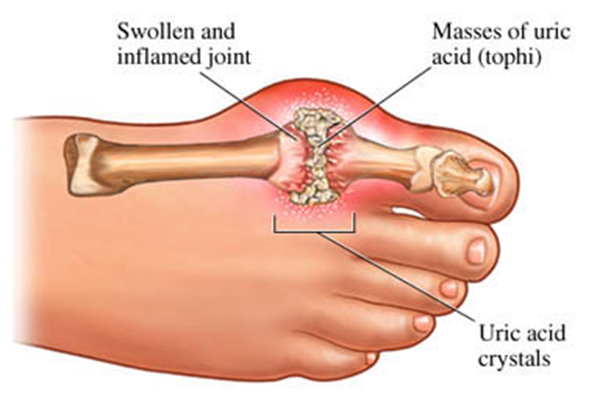 Swollen and
inflamed joint
Masses of uric
acid (tophi)
Uric acid
crystals